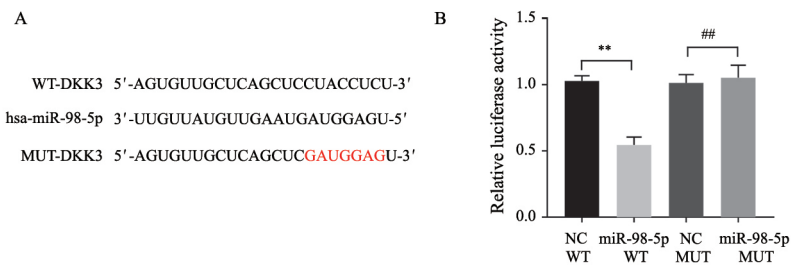 A
WT-DKK3 5'-AGUGUUGCUCAGCUCCUACCUCU-3'
hsa-miR-98-5p 3'-UUGUUAUGUUGAAUGAUGGAGU-5'
MUT-DKK3 5'-AGUGUUGCUCAGCUCGAUGGAGU-3'
B
Relative luciferase activity
1.5
1.0
0.5
0.0
**
##
NC WT
miR-98-5p WT
NC MUT
miR-98-5p MUT